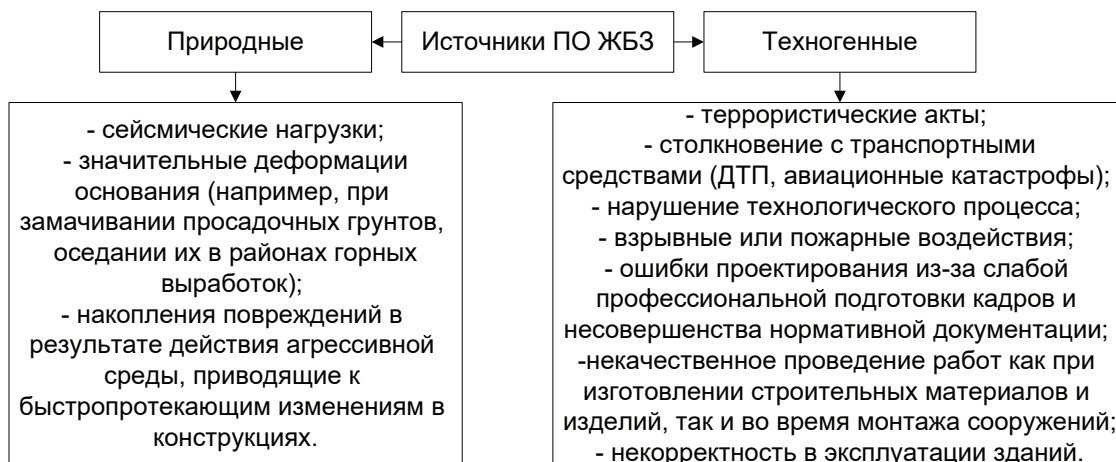 Природные
Источники ПО ЖБЗ
Техногенные
- сейсмические нагрузки;
- значительные деформации
основания (например, при
замачивании просадочных грунтов,
оседании их в районах горных
выработок);
- накопления повреждений в
результате действия агрессивной
среды, приводящие к
быстропротекающим изменениям в
конструкциях.
- террористические акты;
- столкновение с транспортными
средствами (ДТП, авиационные катастрофы);
- нарушение технологического процесса;
- взрывные или пожарные воздействия;
- ошибки проектирования из-за слабой
профессиональной подготовки кадров и
несовершенства нормативной документации;
-некачественное проведение работ как при
изготовлении строительных материалов и
изделий, так и во время монтажа сооружений;
- некорректность в эксплуатации зданий.